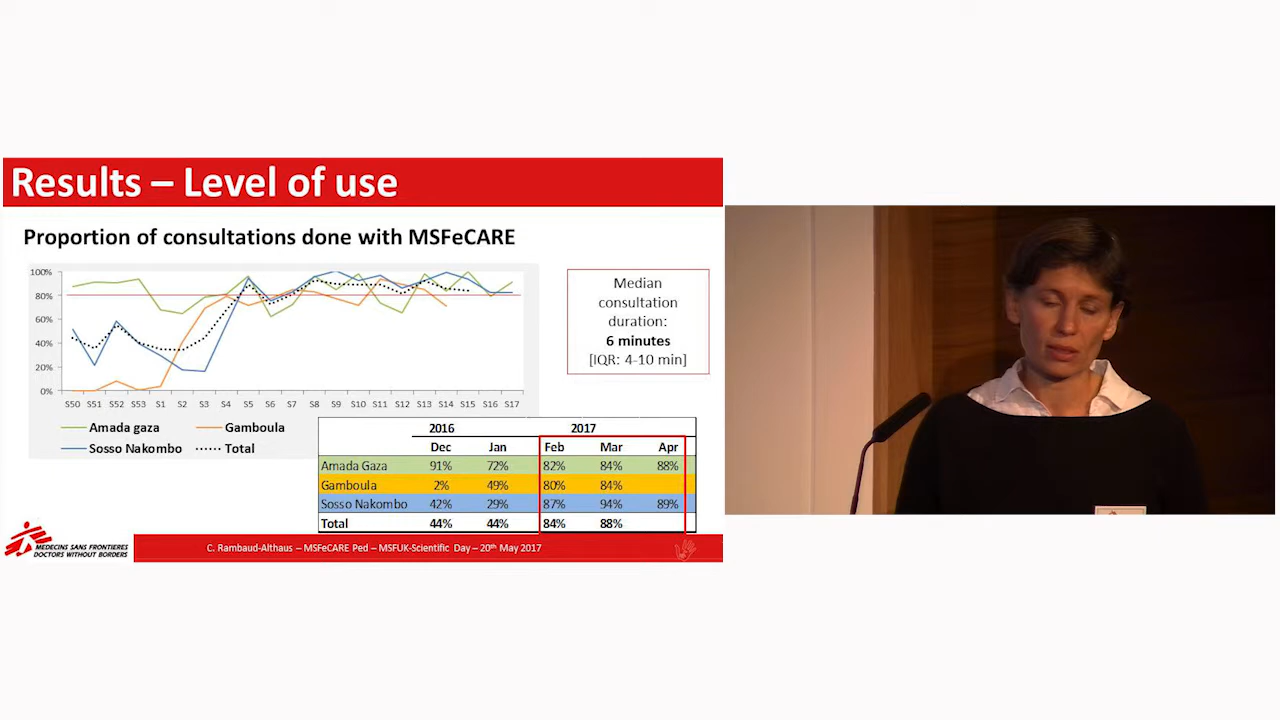 Results – Level of use
Proportion of consultations done with MSFeCARE
100%
80%
60%
40%
20%
0%
S50 S51 S52 S53 S1 S2 S3 S4 S5 S6 S7 S8 S9 S10 S11 S12 S13 S14 S15 S16 S17
Amada gaza Gamboula
Sosso Nakombo Total
Median
consultation
duration:
6 minutes
[IQR: 4-10 min]
2016 2017
Dec Jan Feb Mar Apr
Amada Gaza 91% 72% 82% 84% 88%
Gamboula 2% 49% 80% 84%
Sosso Nakombo 42% 29% 87% 94% 89%
Total 44% 44% 84% 88%
MEDECINS SANS FRONTIERES
DOCTORS WITHOUT BORDERS
C. Rambaud-Althaus – MSFeCARE Ped – MSFUK-Scientific Day – 20th May 2017